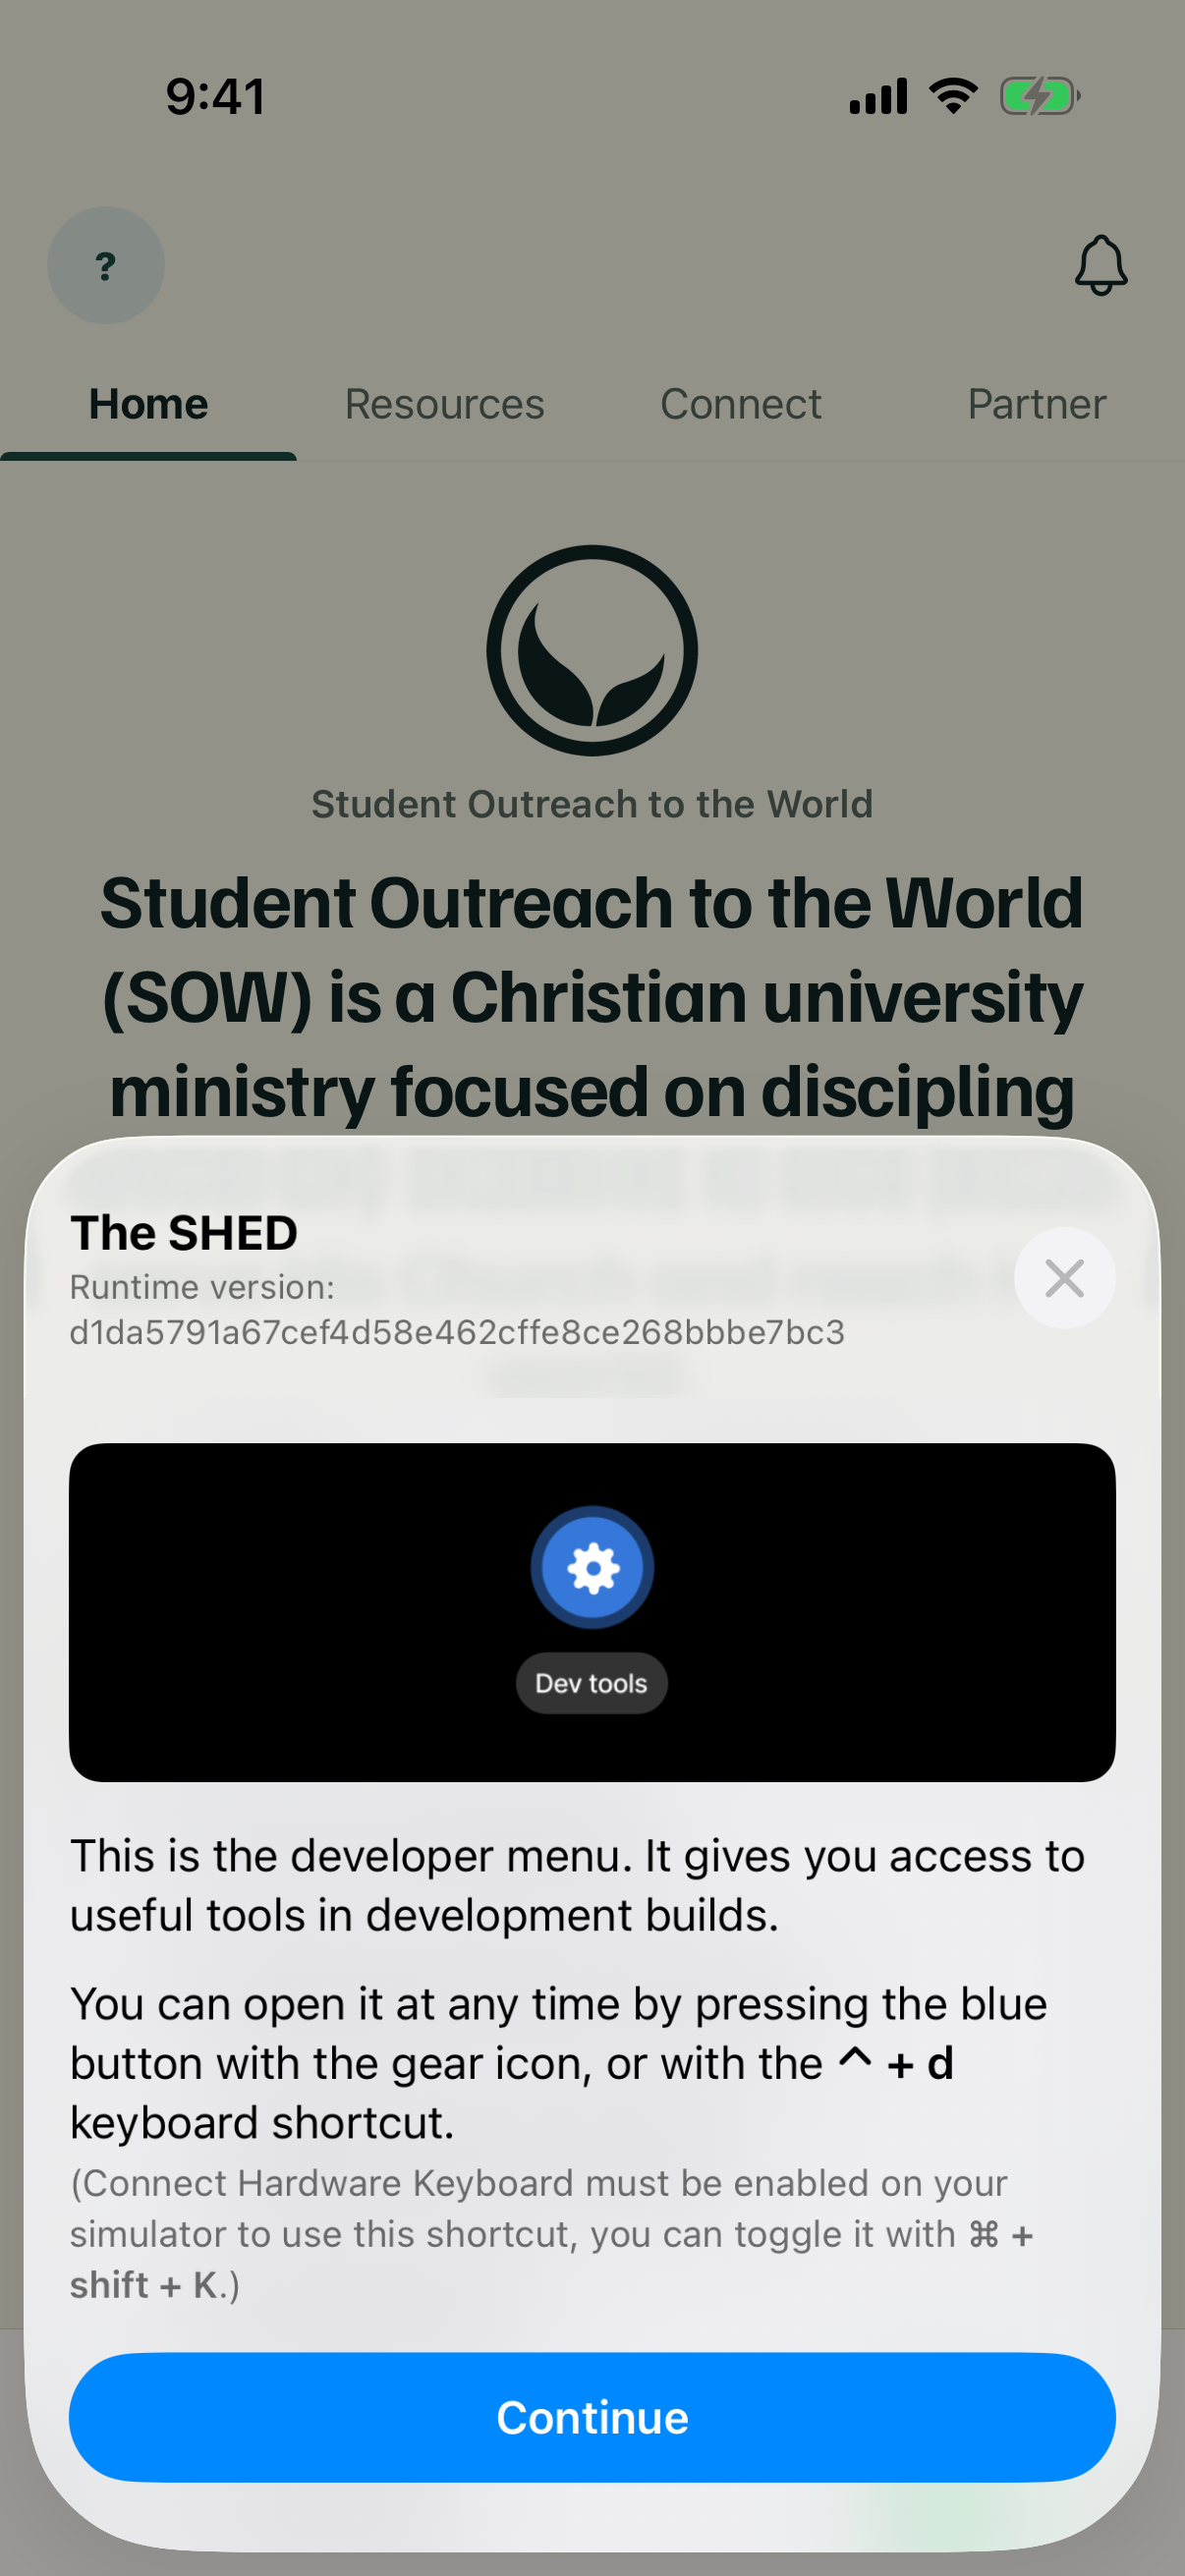 9:41
?
Home Resources Connect Partner
Student Outreach to the World
Student Outreach to the World
(SOW) is a Christian university
ministry focused on discipling
The SHED
Runtime version:
d1da5791a67cef4d58e462cffe8ce268bbbe7bc3
Dev tools
This is the developer menu. It gives you access to
useful tools in development builds.
You can open it at any time by pressing the blue
button with the gear icon, or with the ^ + d
keyboard shortcut.
(Connect Hardware Keyboard must be enabled on your
simulator to use this shortcut, you can toggle it with ⌘ +
shift + K.)
Continue